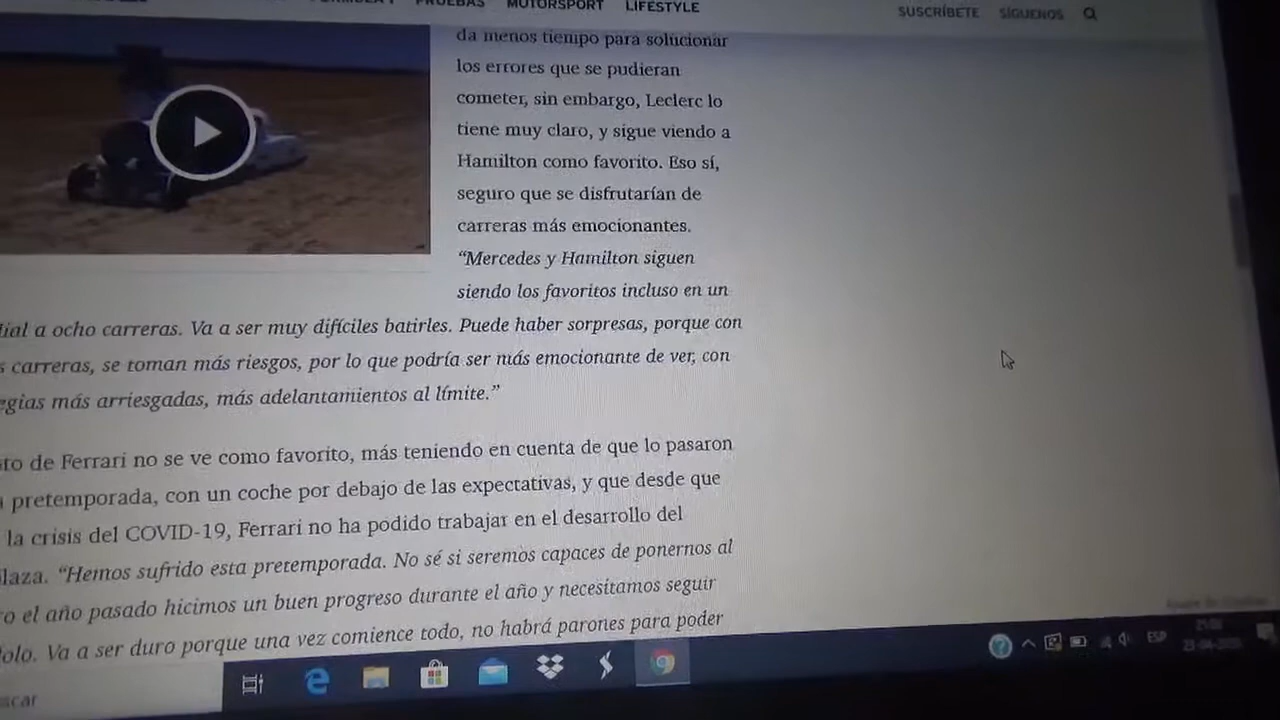 PRUEBAS MOTORSPORT LIFESTYLE
SUSCRÍBETE SÍGUENOS
da menos tiempo para solucionar
los errores que se pudieran
cometer, sin embargo, Leclerc lo
tiene muy claro, y sigue viendo a
Hamilton como favorito. Eso sí,
seguro que se disfrutarían de
carreras más emocionantes.
“Mercedes y Hamilton siguen
siendo los favoritos incluso en un
dial a ocho carreras. Va a ser muy difíciles batirles. Puede haber sorpresas, porque con
s carreras, se toman más riesgos, por lo que podría ser más emocionante de ver, con
egias más arriesgadas, más adelantamientos al límite.”
to de Ferrari no se ve como favorito, más teniendo en cuenta de que lo pasaron
pretemporada, con un coche por debajo de las expectativas, y que desde que
la crisis del COVID-19, Ferrari no ha podido trabajar en el desarrollo del
laza. “Hemos sufrido esta pretemporada. No sé si seremos capaces de ponernos al
ro el año pasado hicimos un buen progreso durante el año y necesitamos seguir
olo. Va a ser duro porque una vez comience todo, no habrá parones para poder
scar
ESP